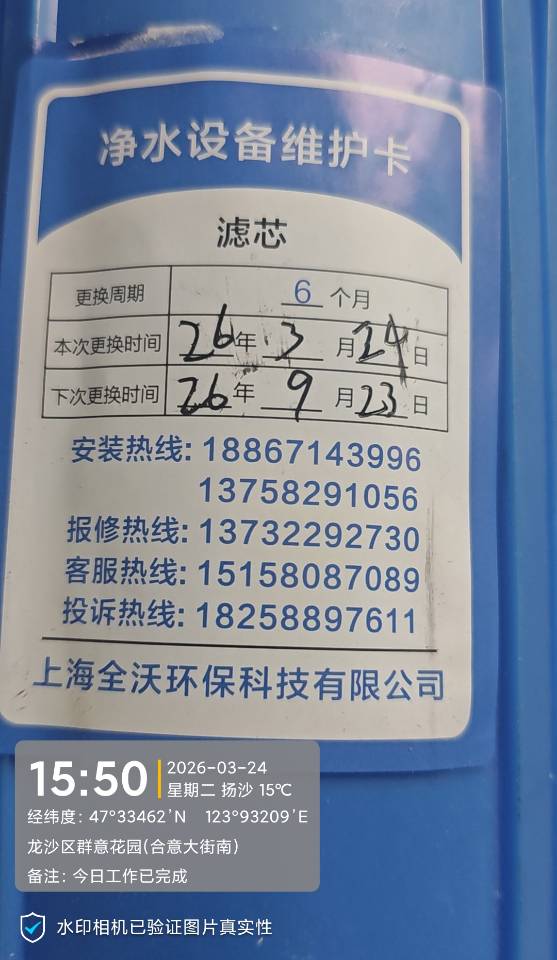 净水设备维护卡
滤芯
更换周期 6 个月
本次更换时间 26年 3 月 24 日
下次更换时间 26年 9 月 23 日
安装热线: 18867143996
13758291056
报修热线: 13732292730
客服热线: 15158087089
投诉热线: 18258897611
上海全沃环保科技有限公司
15:50 2026-03-24
星期二 扬沙 15℃
经纬度: 47°33462'N 123°93209'E
龙沙区群意花园(合意大街南)
备注: 今日工作已完成
水印相机已验证图片真实性